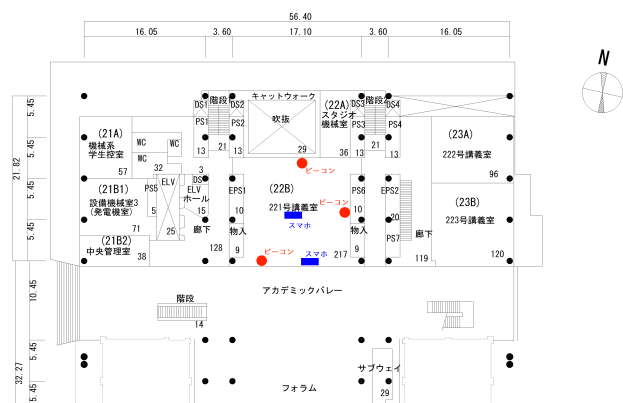 56.40
16.05
3.60
17.10
3.60
16.05
N
5.45
5.45
5.45
5.45
21.82
10.45
5.45
5.45
32.27
キャットウォーク
階段
DS1
DS2
PS1
PS2
吹抜
(22A)
スタジオ
機械室
DS3
階段
DS4
PS3
PS4
(21A)
機械系
学生控室
WC
WC
WC
57
32
13
21
13
29
36
13
21
13
(23A)
222号講義室
96
ビーコン
3
DS
ELV
ELV
ホール
(21B1)
設備機械室3
(発電機室)
PS5
5
71
25
15
EPS1
10
(22B)
221号講義室
ビーコン
スマホ
PS6
10
EPS2
20
PS7
(23B)
223号講義室
(21B2)
中央管理室
38
廊下
128
物入
9
ビーコン
スマホ
217
物入
9
廊下
119
120
アカデミックバレー
階段
14
サブウェイ
29
フォラム